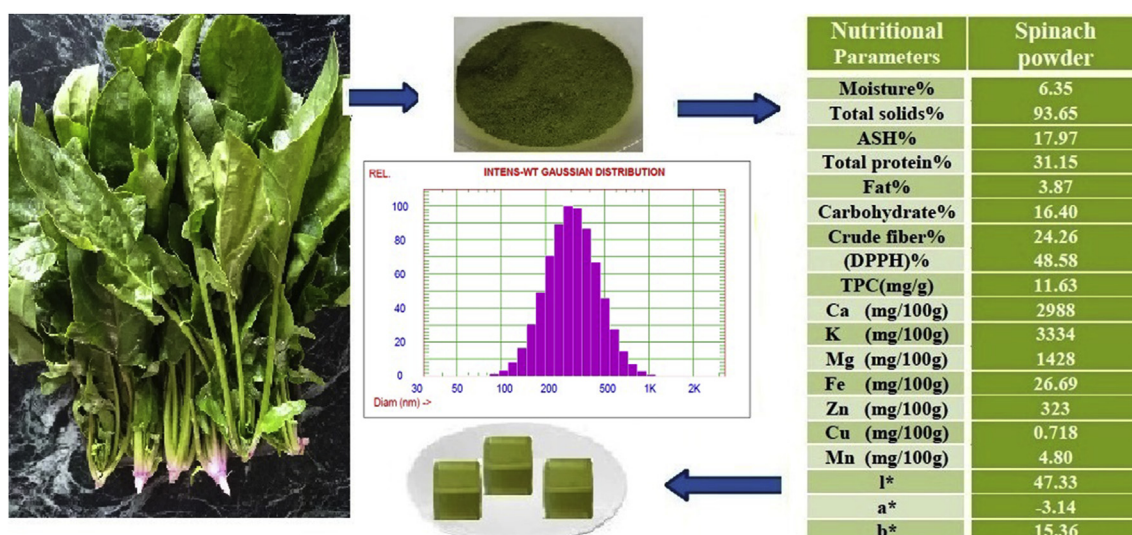 INTENS-WT GAUSSIAN DISTRIBUTION
REL.
100
80
60
40
20
0
30 50 100 200 500 1K 2K
Diam (nm) ->
Nutritional Parameters Spinach powder
Moisture% 6.35
Total solids% 93.65
ASH% 17.97
Total protein% 31.15
Fat% 3.87
Carbohydrate% 16.40
Crude fiber% 24.26
(DPPH)% 48.58
TPC(mg/g) 11.63
Ca (mg/100g) 2988
K (mg/100g) 3334
Mg (mg/100g) 1428
Fe (mg/100g) 26.69
Zn (mg/100g) 323
Cu (mg/100g) 0.718
Mn (mg/100g) 4.80
l* 47.33
a* -3.14
b* 15.36